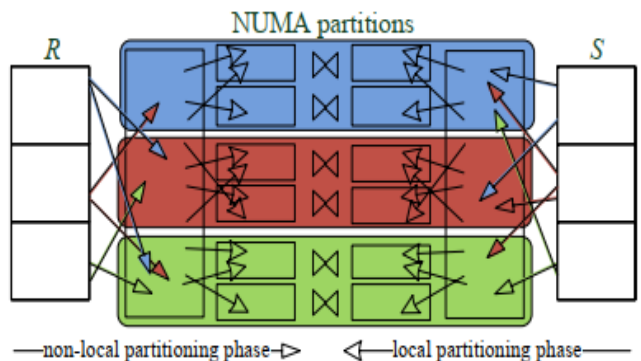 NUMA partitions
R
S
non-local partitioning phase
local partitioning phase